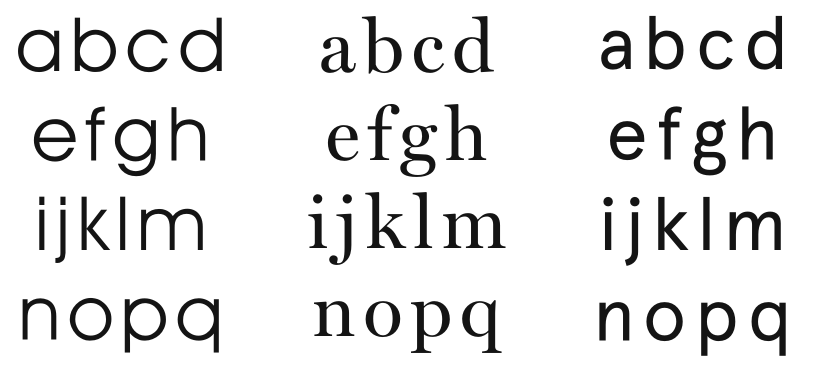 abcd abcd abcd
efgh efgh efgh
ijklm ijklm ijklm
nopq nopq nopq